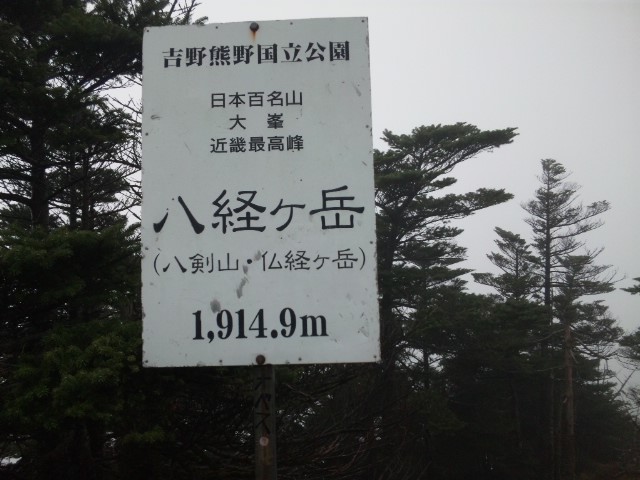 吉野熊野国立公園
日本百名山
大峯
近畿最高峰
八経ヶ岳
(八剣山・仏経ヶ岳)
1,914.9m